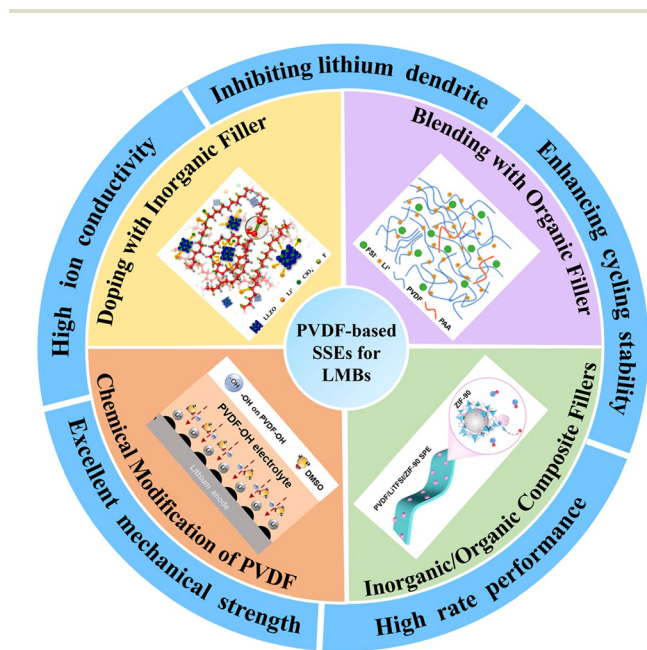 Inhibiting lithium dendrite
Enhancing cycling stability
High rate performance
Excellent mechanical strength
High ion conductivity
Doping with Inorganic Filler
LLZO
Li⁺
ClO₄
F
Blending with Organic Filler
FSI⁻
Li⁺
PVDF
PAA
PVDF-based
SSEs for
LMBs
Chemical Modification of PVDF
-OH
-OH on PVDF-OH
PVDF-OH electrolyte
DMSO
Lithium anode
Inorganic/Organic Composite Fillers
ZIF-90
PVDF/LiTFSI/ZIF-90 SPE